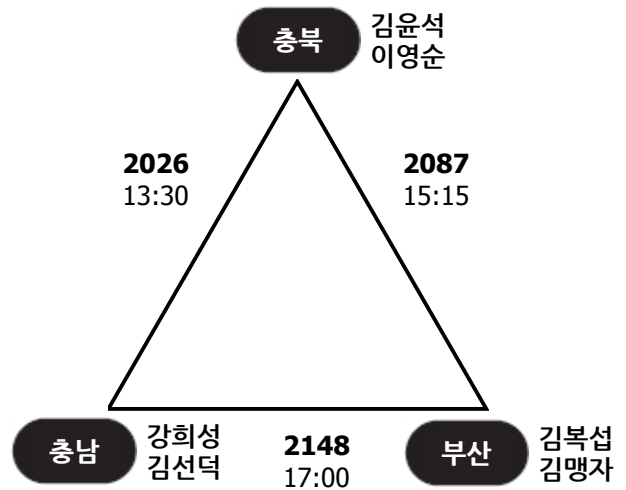 충북
김윤석
이영순
2026
13:30
2087
15:15
충남
강희성
김선덕
2148
17:00
부산
김복섭
김맹자